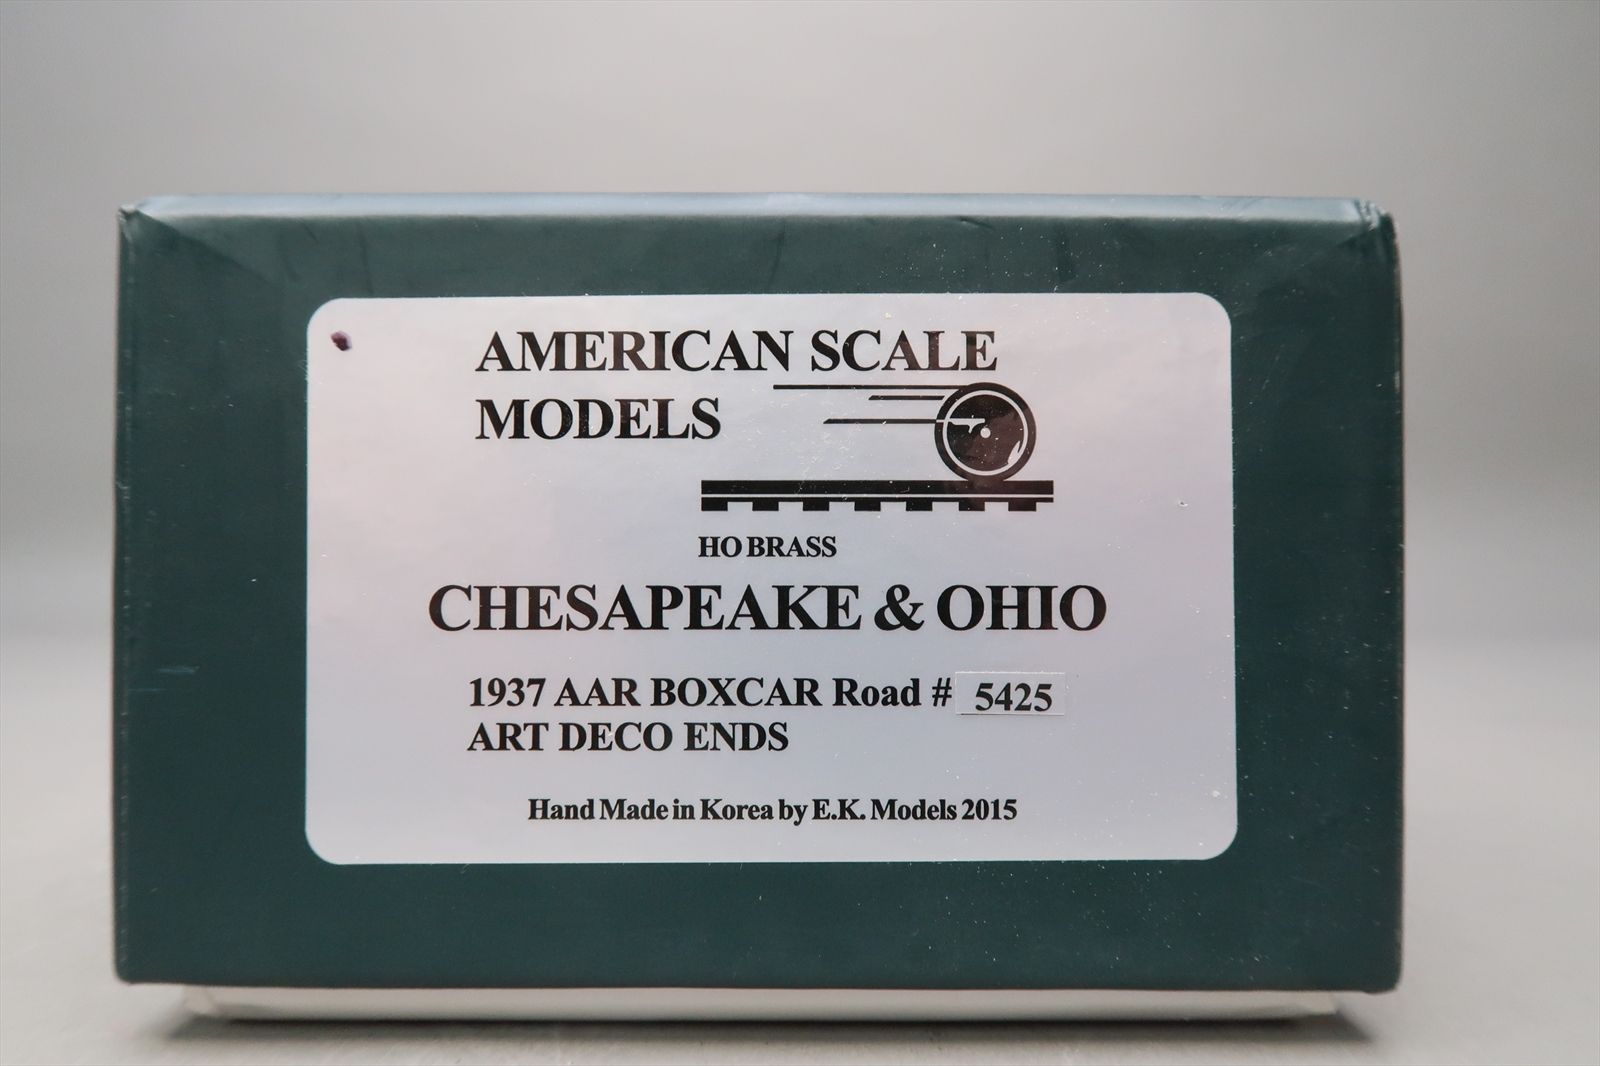 AMERICAN SCALE
MODELS
HO BRASS
CHESAPEAKE & OHIO
1937 AAR BOXCAR Road # 5425
ART DECO ENDS
Hand Made in Korea by E.K. Models 2015